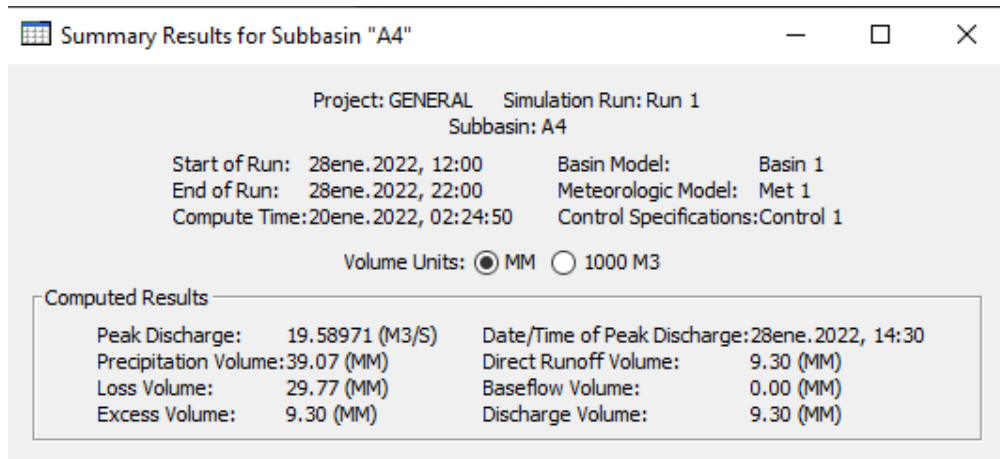 Summary Results for Subbasin "A4"
Project: GENERAL Simulation Run: Run 1
Subbasin: A4
Start of Run: 28ene.2022, 12:00 Basin Model: Basin 1
End of Run: 28ene.2022, 22:00 Meteorologic Model: Met 1
Compute Time:20ene.2022, 02:24:50 Control Specifications:Control 1
Volume Units: MM 1000 M3
Computed Results
Peak Discharge: 19.58971 (M3/S) Date/Time of Peak Discharge:28ene.2022, 14:30
Precipitation Volume:39.07 (MM) Direct Runoff Volume: 9.30 (MM)
Loss Volume: 29.77 (MM) Baseflow Volume: 0.00 (MM)
Excess Volume: 9.30 (MM) Discharge Volume: 9.30 (MM)